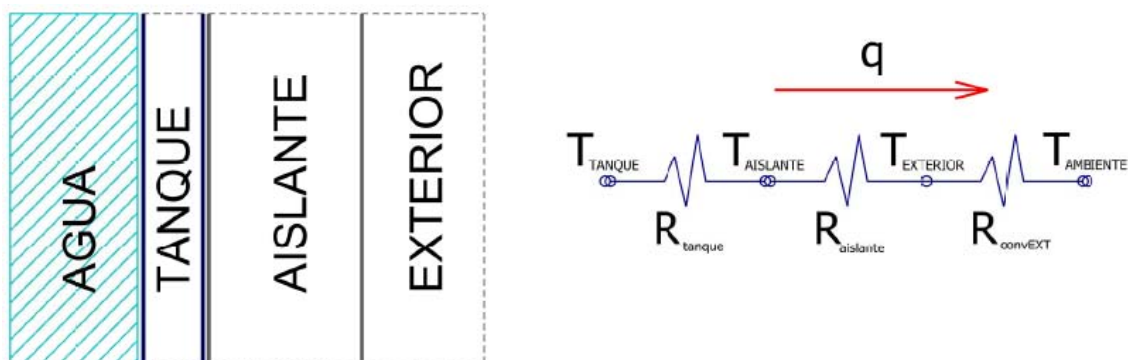 AGUA
TANQUE
AISLANTE
EXTERIOR
q
TTANQUE TAISLANTE TEXTERIOR TAMBIENTE
Rtanque Raislante RconvEXT